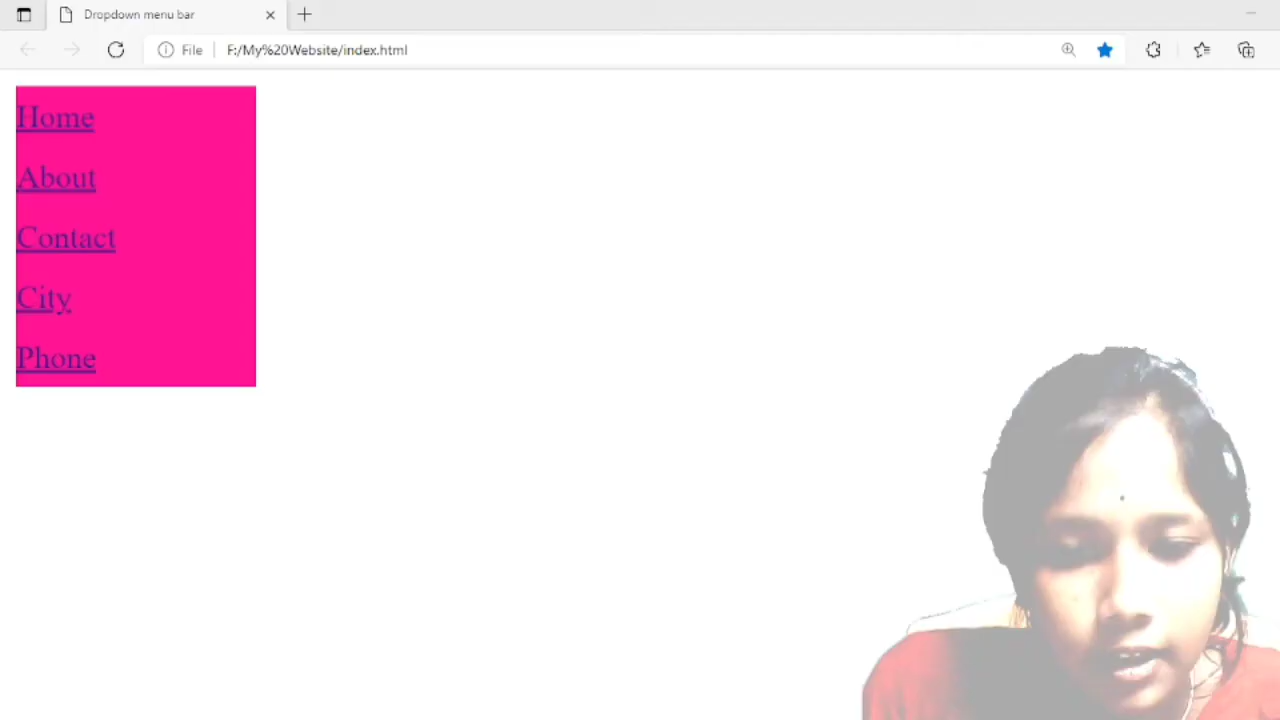 Dropdown menu bar
File F:/My%20Website/index.html
Home
About
Contact
City
Phone